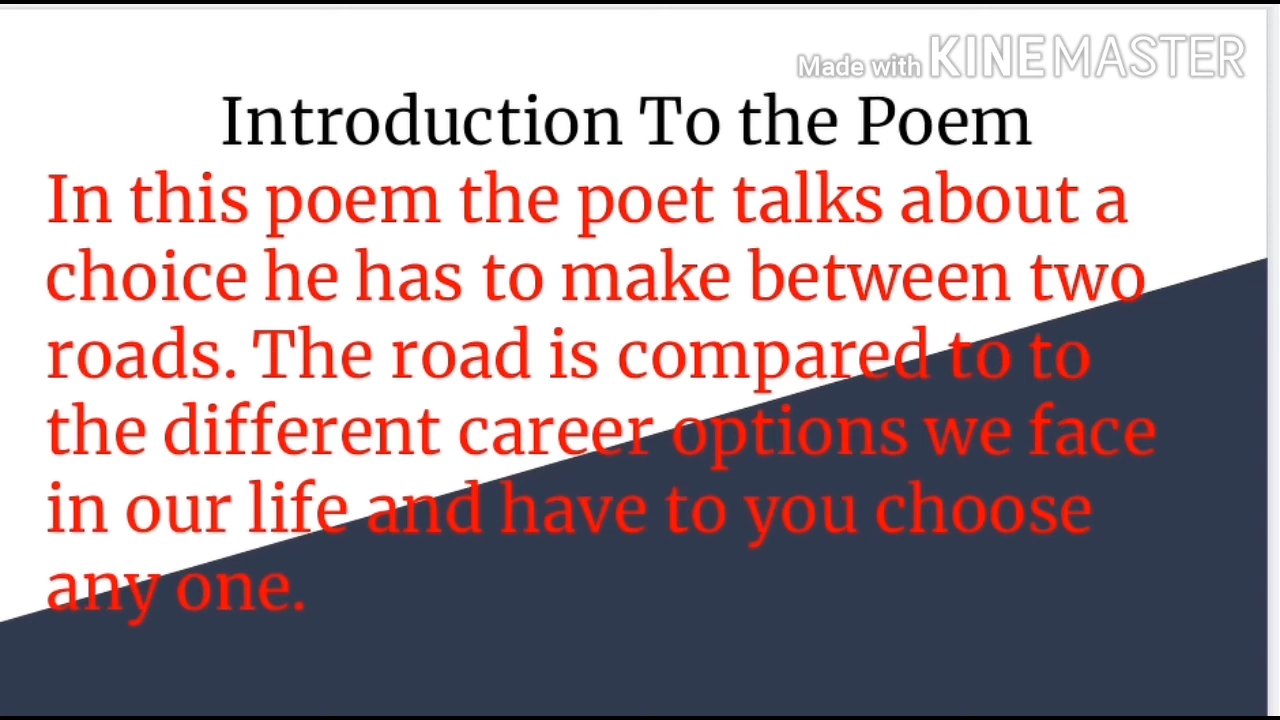 Made with KINEMASTER
Introduction To the Poem
In this poem the poet talks about a
choice he has to make between two
roads. The road is compared to to
the different career options we face
in our life and have to you choose
any one.